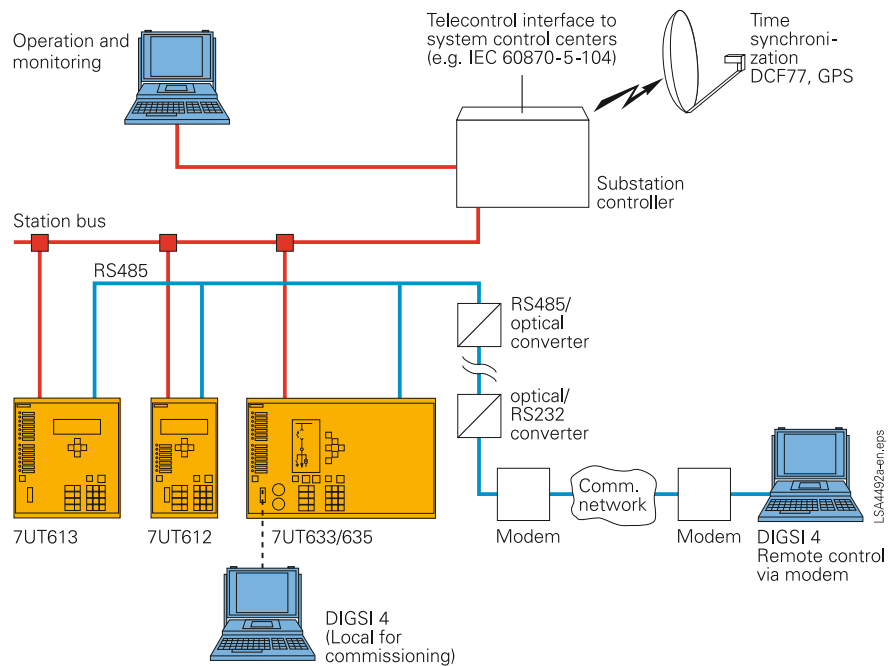 Operation and
monitoring
Telecontrol interface to
system control centers
(e.g. IEC 60870-5-104)
Time
synchroni-
zation
DCF77, GPS
Substation
controller
Station bus
RS485
RS485/
optical
converter
optical/
RS232
converter
Comm.
network
Modem
Modem
DIGSI 4
Remote control
via modem
7UT613
7UT612
7UT633/635
DIGSI 4
(Local for
commissioning)
LSA4492a-en.eps